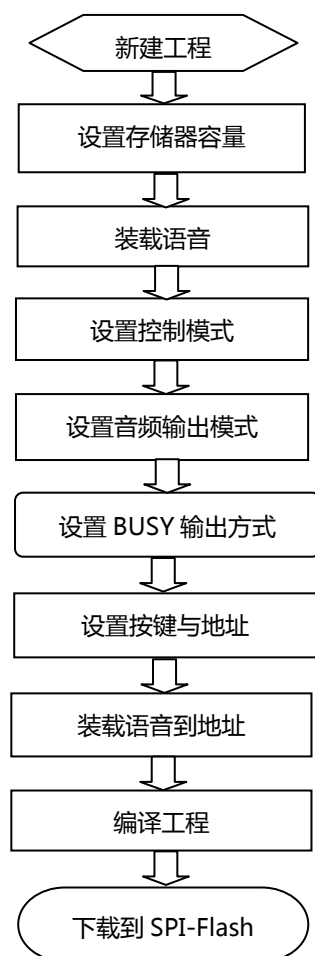 新建工程
设置存储器容量
装载语音
设置控制模式
设置音频输出模式
设置 BUSY 输出方式
设置按键与地址
装载语音到地址
编译工程
下载到 SPI-Flash